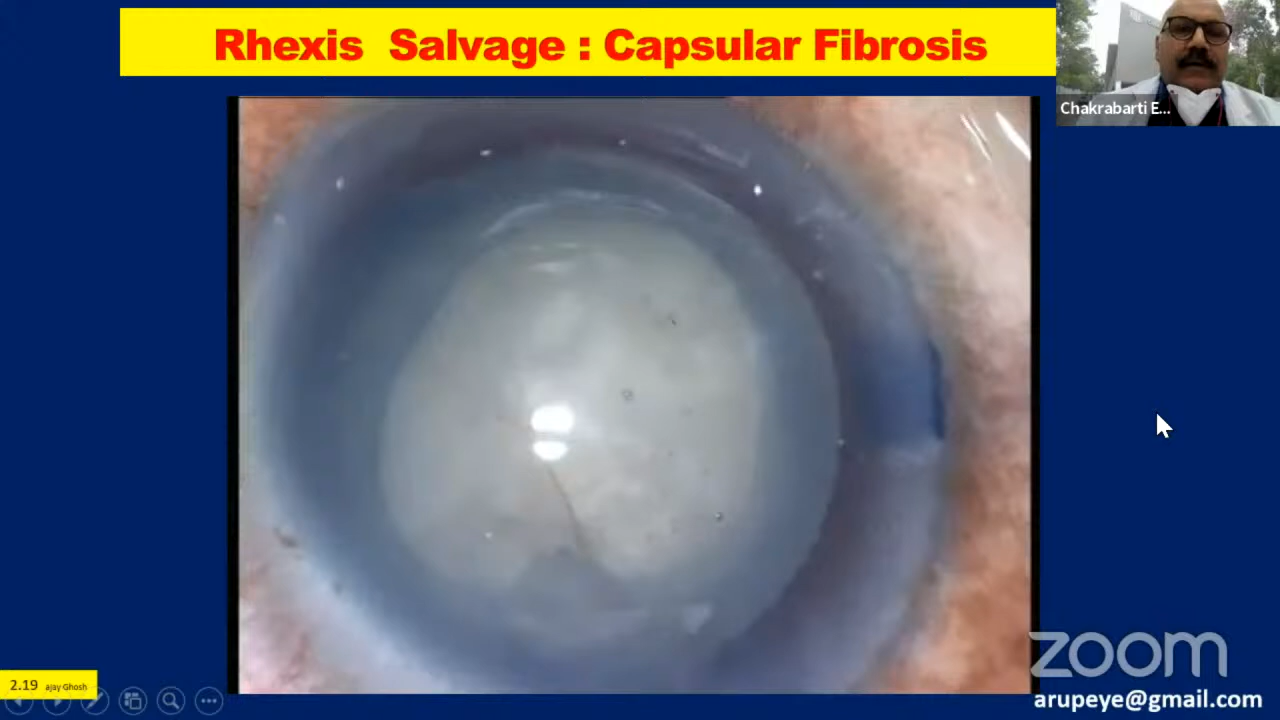 Rhexis Salvage : Capsular Fibrosis
Chakrabarti E...
2.19 ajay Ghosh
zoom
arupeye@gmail.com